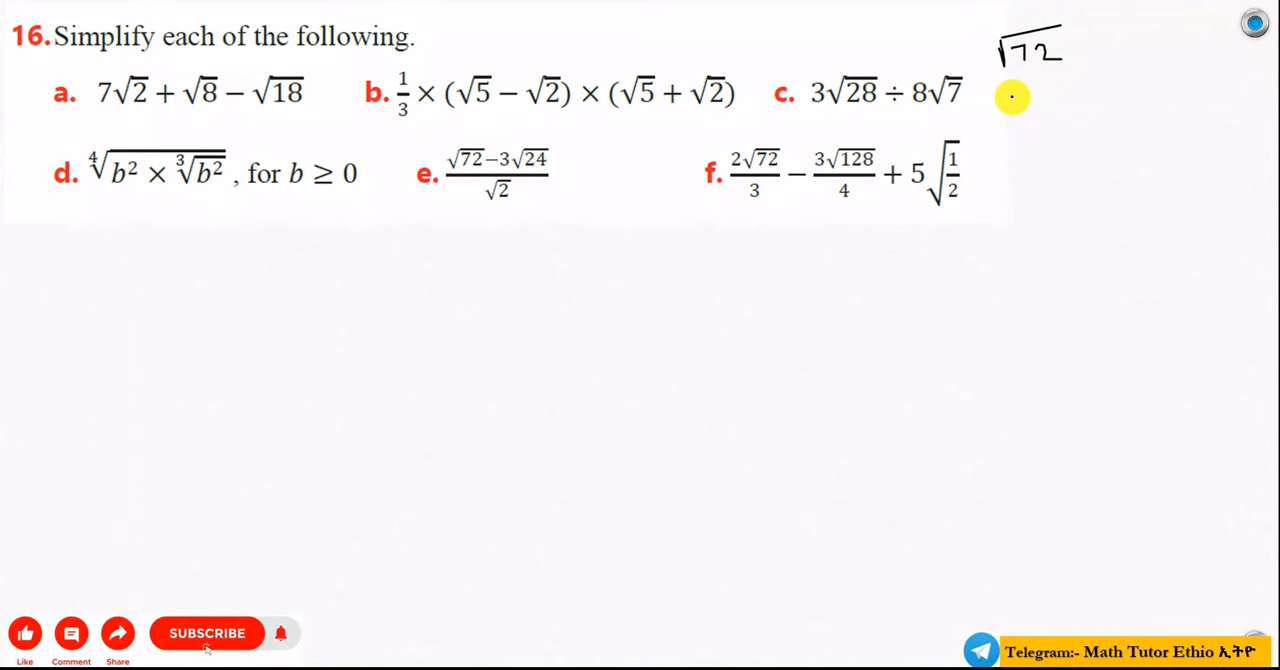 16. Simplify each of the following.
√72
a. 7√2 + √8 − √18 b. 1/3 × (√5 − √2) × (√5 + √2) c. 3√28 ÷ 8√7
d. ∜(b² × ∛b²) , for b ≥ 0 e. (√72−3√24)/√2 f. 2√72/3 − 3√128/4 + 5√(1/2)
SUBSCRIBE
Like Comment Share
Telegram:- Math Tutor Ethio ኢትዮ